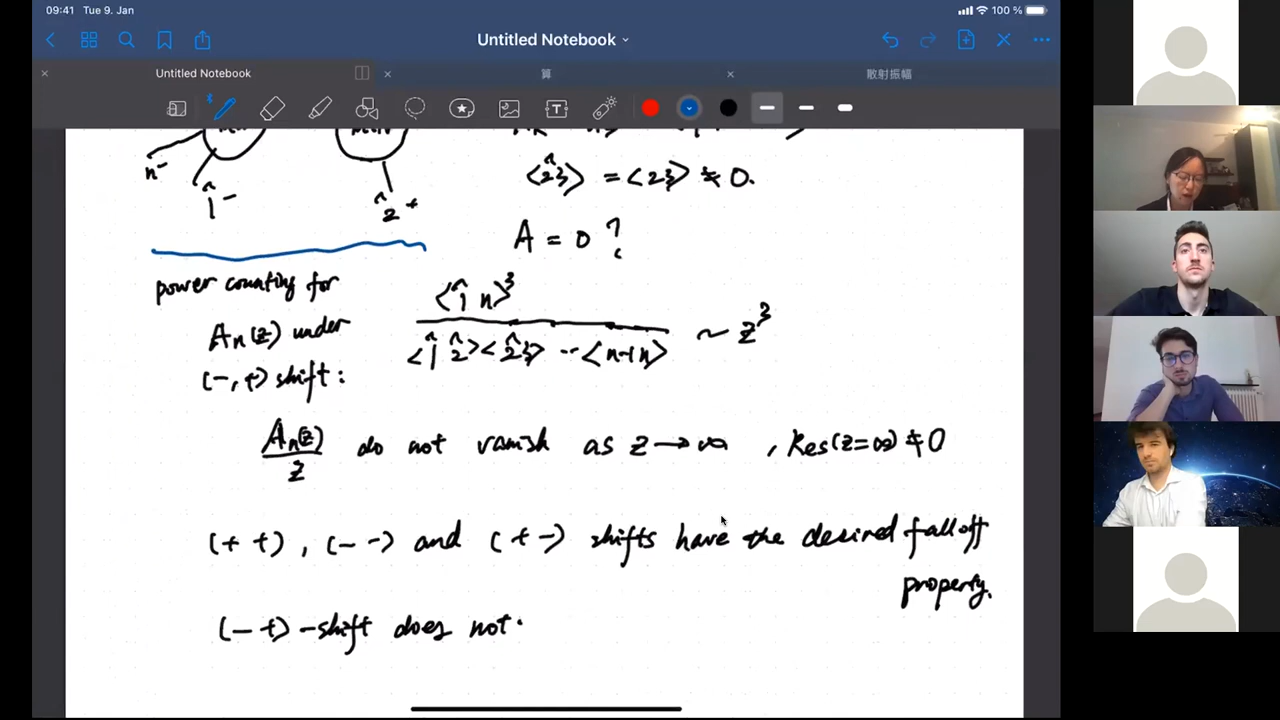 09:41 Tue 9. Jan
100 %
Untitled Notebook
Untitled Notebook
算
散射振幅
n⁻
1̂⁻
2̂⁺
⟨2̂3⟩ = ⟨23⟩ ≠ 0.
A = 0 ?
power counting for
Aₙ(z) under
(-,+) shift:
⟨1̂ n⟩³
⟨1̂ 2̂⟩⟨2̂3⟩ ··· ⟨n-1 n⟩
~ z³
Aₙ(z)
z
do not vanish as z → ∞ , Res(z=∞) ≠ 0
(+ +), (- -) and (+ -) shifts have the desired falloff
property.
(- +) -shift does not.